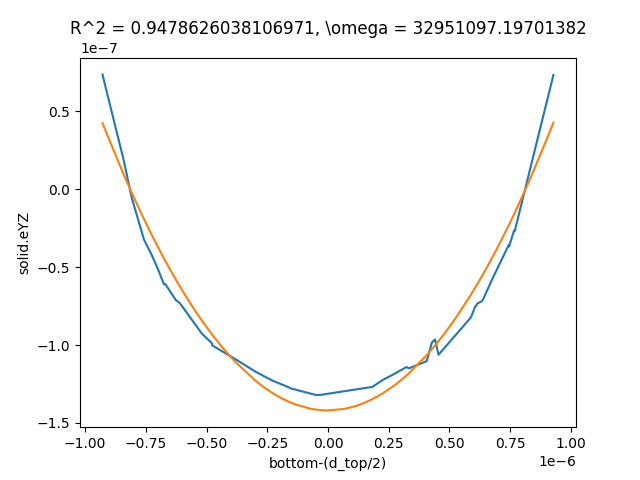 R^2 = 0.9478626038106971, \omega = 32951097.19701382
1e−7
0.5
0.0
−0.5
−1.0
−1.5
solid.eYZ
−1.00 −0.75 −0.50 −0.25 0.00 0.25 0.50 0.75 1.00
bottom-(d_top/2)
1e−6